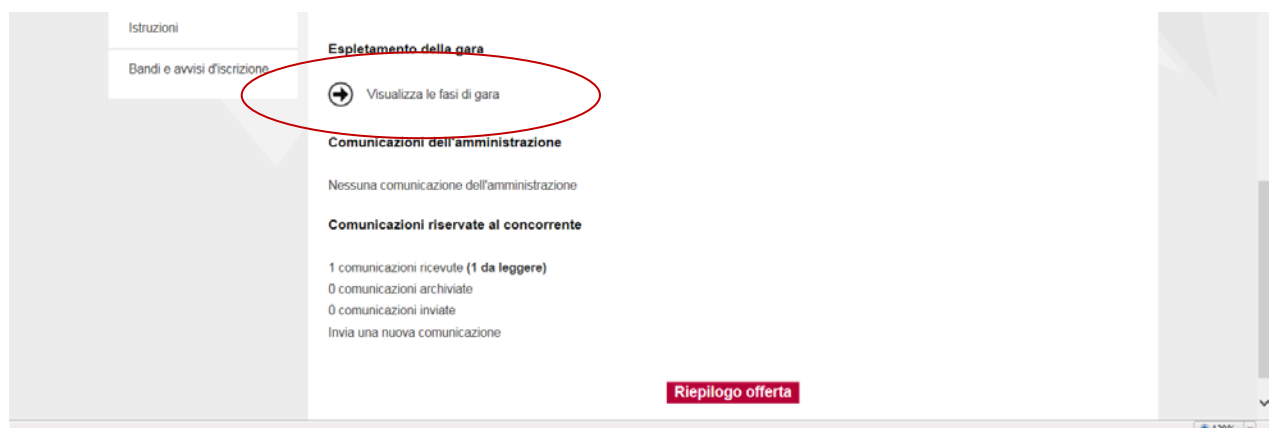 Istruzioni
Bandi e avvisi d'iscrizione
Espletamento della gara
Visualizza le fasi di gara
Comunicazioni dell'amministrazione
Nessuna comunicazione dell'amministrazione
Comunicazioni riservate al concorrente
1 comunicazioni ricevute (1 da leggere)
0 comunicazioni archiviate
0 comunicazioni inviate
Invia una nuova comunicazione
Riepilogo offerta